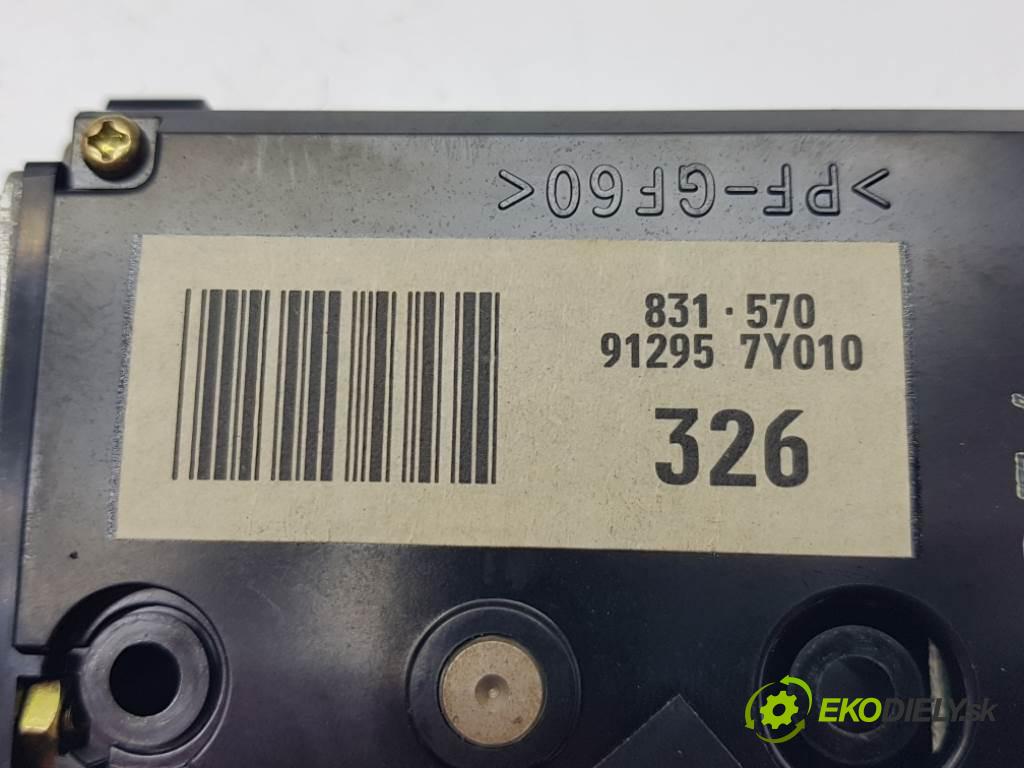 >PF-GF60<
831·570
91295 7Y010
326
EKODIELY.sk